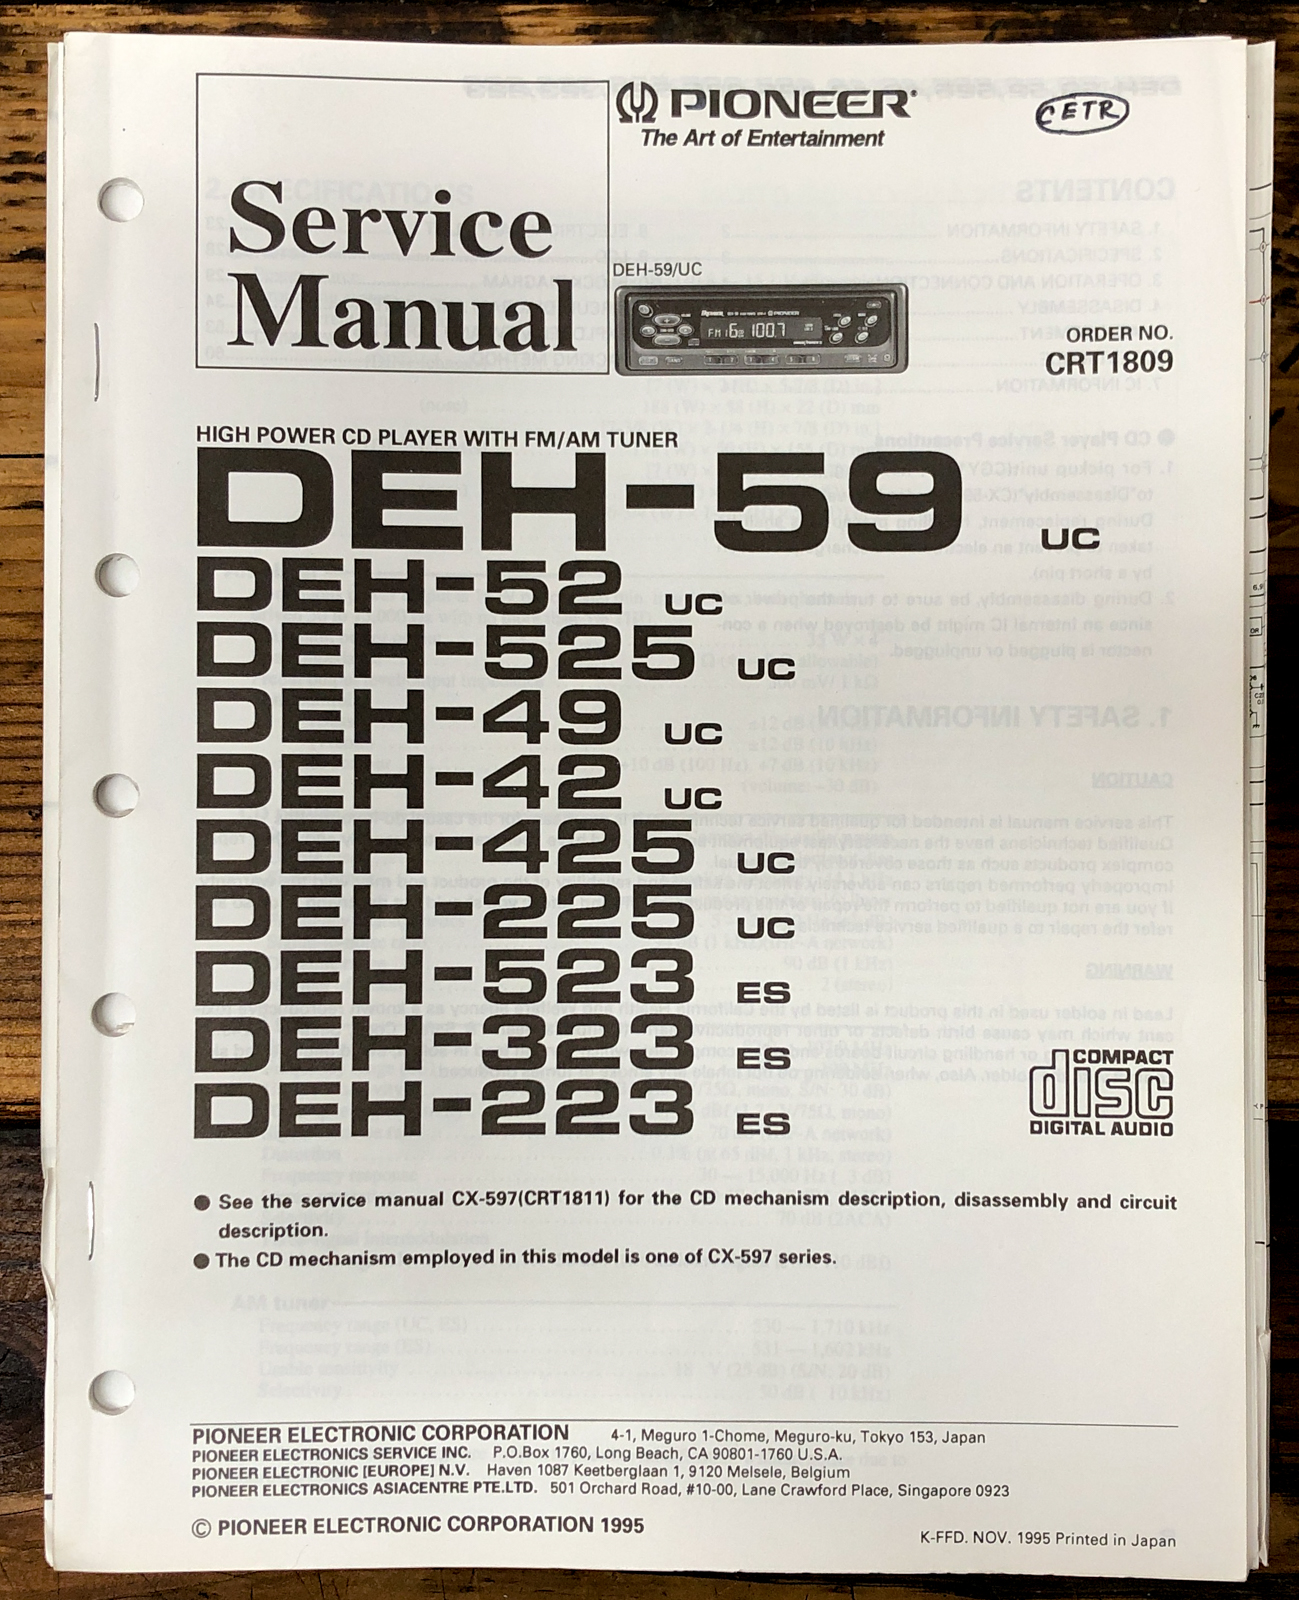 PIONEER
The Art of Entertainment
CETR
Service
Manual
DEH-59/UC
FM 100.7
ORDER NO.
CRT1809
HIGH POWER CD PLAYER WITH FM/AM TUNER
DEH-59 UC
DEH-52 UC
DEH-525 UC
DEH-49 UC
DEH-42 UC
DEH-425 UC
DEH-225 UC
DEH-523 ES
DEH-323 ES
DEH-223 ES
COMPACT
disc
DIGITAL AUDIO
● See the service manual CX-597(CRT1811) for the CD mechanism description, disassembly and circuit
description.
● The CD mechanism employed in this model is one of CX-597 series.
PIONEER ELECTRONIC CORPORATION 4-1, Meguro 1-Chome, Meguro-ku, Tokyo 153, Japan
PIONEER ELECTRONICS SERVICE INC. P.O.Box 1760, Long Beach, CA 90801-1760 U.S.A.
PIONEER ELECTRONIC [EUROPE] N.V. Haven 1087 Keetberglaan 1, 9120 Melsele, Belgium
PIONEER ELECTRONICS ASIACENTRE PTE.LTD. 501 Orchard Road, #10-00, Lane Crawford Place, Singapore 0923
© PIONEER ELECTRONIC CORPORATION 1995
K-FFD. NOV. 1995 Printed in Japan